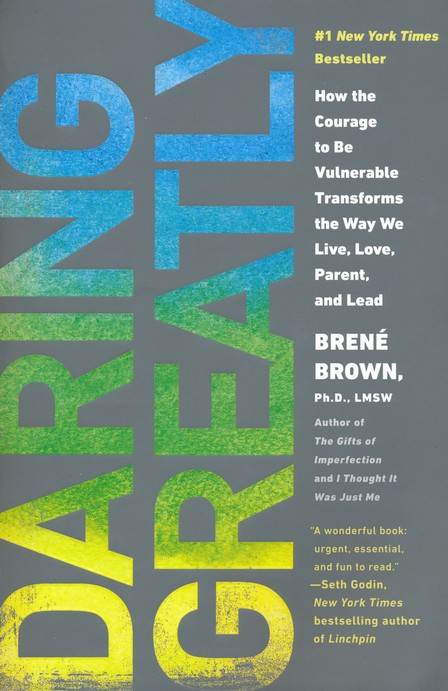 DARING
GREATLY
#1 New York Times
Bestseller
How the
Courage
to Be
Vulnerable
Transforms
the Way We
Live, Love,
Parent,
and Lead
BRENÉ
BROWN,
Ph.D., LMSW
Author of
The Gifts of
Imperfection
and I Thought It
Was Just Me
"A wonderful book:
urgent, essential,
and fun to read."
—Seth Godin,
New York Times
bestselling author
of Linchpin